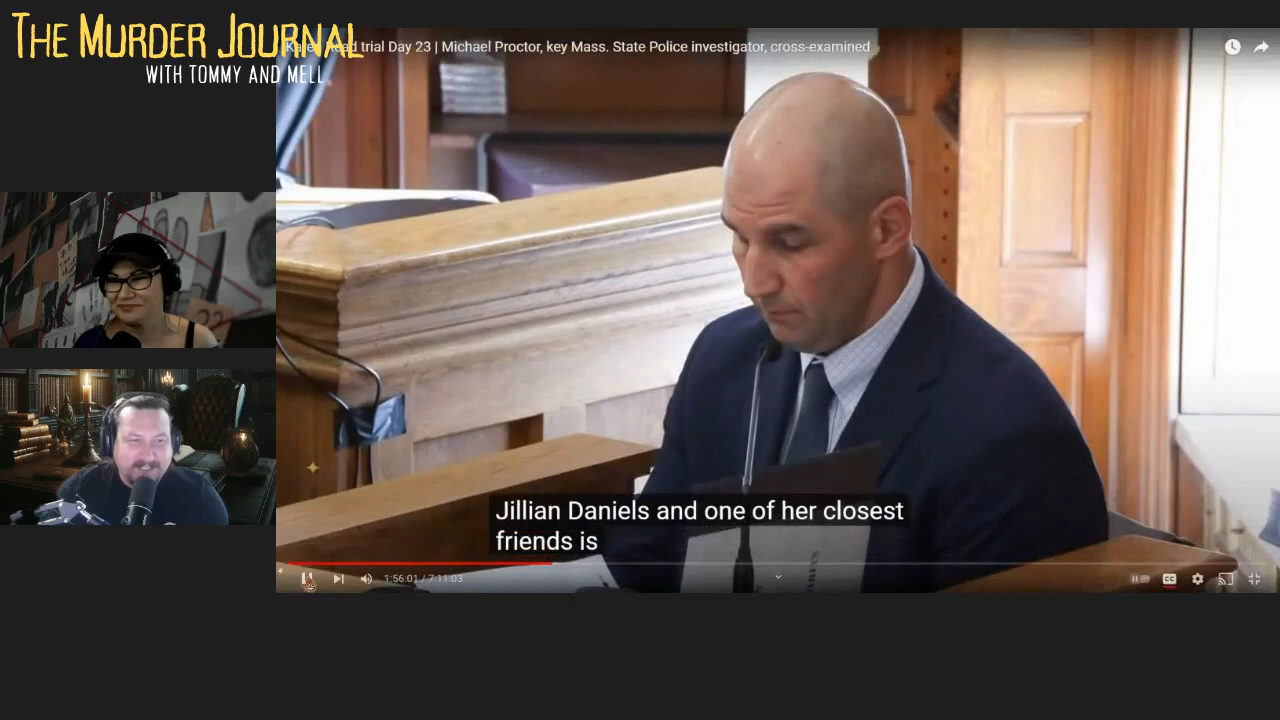 THE MURDER JOURNAL
WITH TOMMY AND MELL
trial Day 23 | Michael Proctor, key Mass. State Police investigator, cross-examined
Jillian Daniels and one of her closest
friends is
1:56:01 / 7:11:03
CC